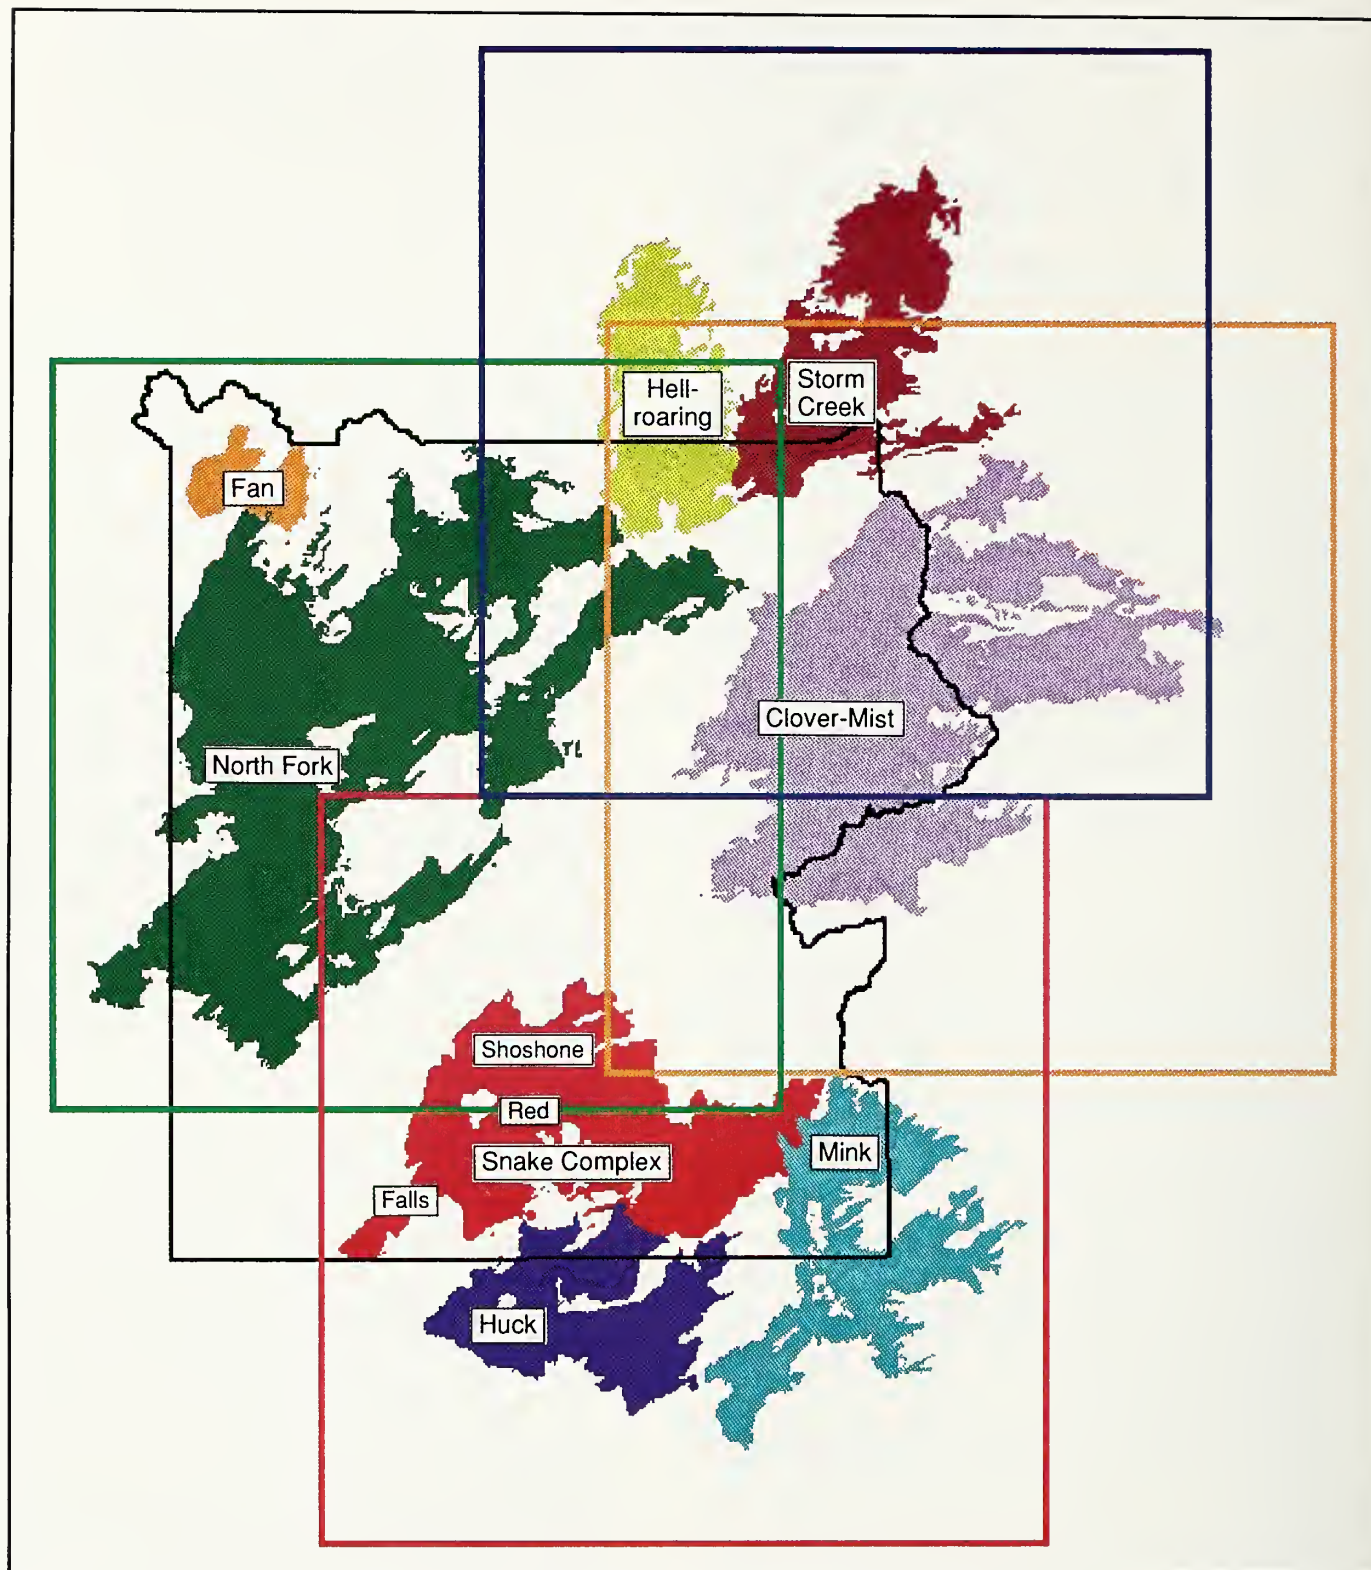 Hell-
roaring
Storm
Creek
Fan
Clover-Mist
North Fork
Shoshone
Red
Snake Complex
Mink
Falls
Huck